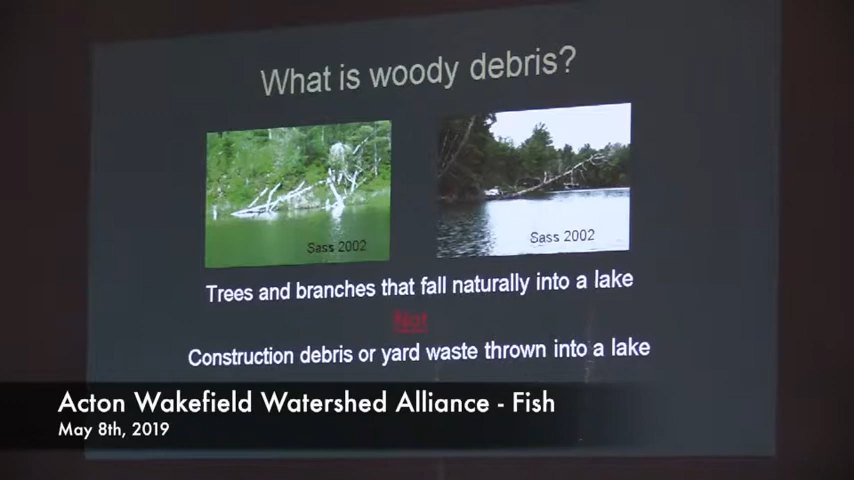 What is woody debris?
Sass 2002
Sass 2002
Trees and branches that fall naturally into a lake
Not
Construction debris or yard waste thrown into a lake
Acton Wakefield Watershed Alliance - Fish
May 8th, 2019